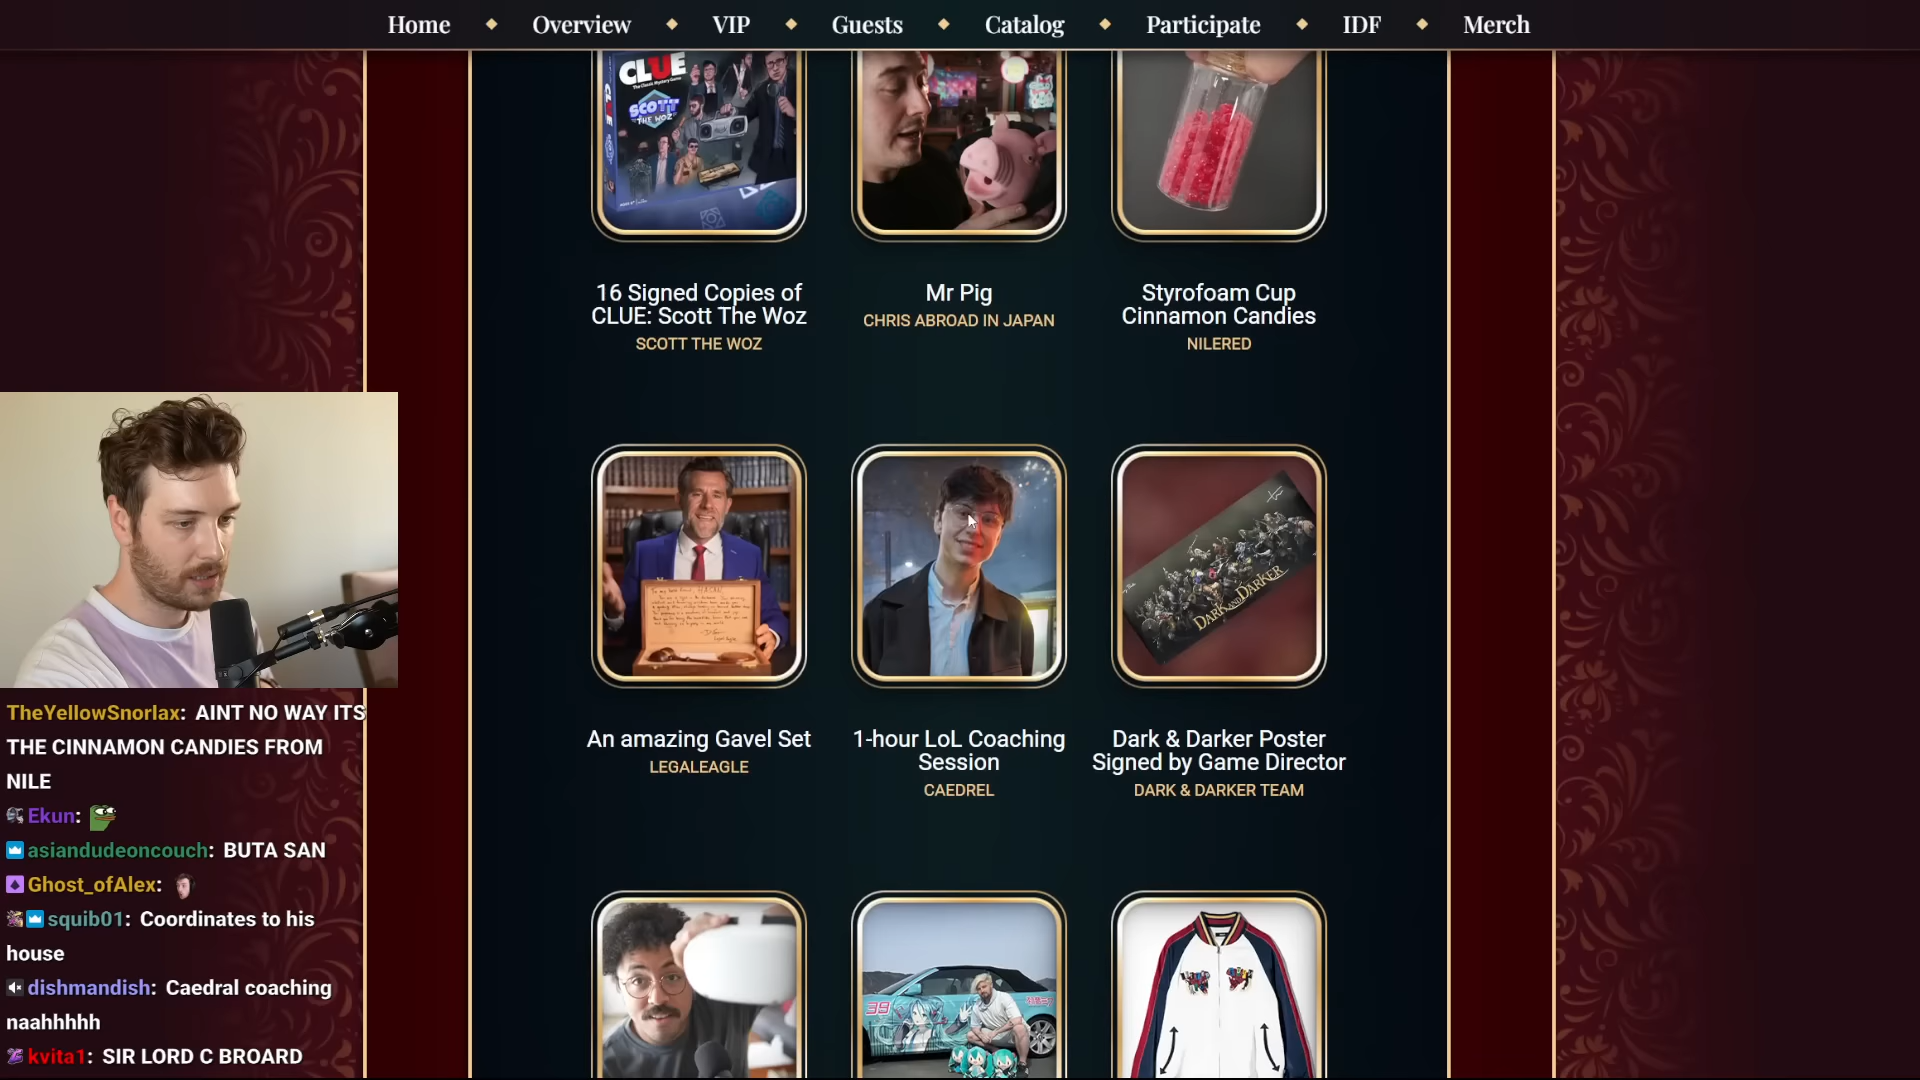 Home
Overview
VIP
Guests
Catalog
Participate
IDF
Merch
CLUE
SCOTT
THE WOZ
16 Signed Copies of
CLUE: Scott The Woz
SCOTT THE WOZ
Mr Pig
CHRIS ABROAD IN JAPAN
Styrofoam Cup
Cinnamon Candies
NILERED
An amazing Gavel Set
LEGALEAGLE
1-hour LoL Coaching
Session
CAEDREL
DARK AND DARKER
Dark & Darker Poster
Signed by Game Director
DARK & DARKER TEAM
39
TheYellowSnorlax: AINT NO WAY ITS
THE CINNAMON CANDIES FROM
NILE
Ekun:
asiandudeoncouch: BUTA SAN
Ghost_ofAlex:
squib01: Coordinates to his
house
dishmandish: Caedral coaching
naahhhhh
kvita1: SIR LORD C BROARD